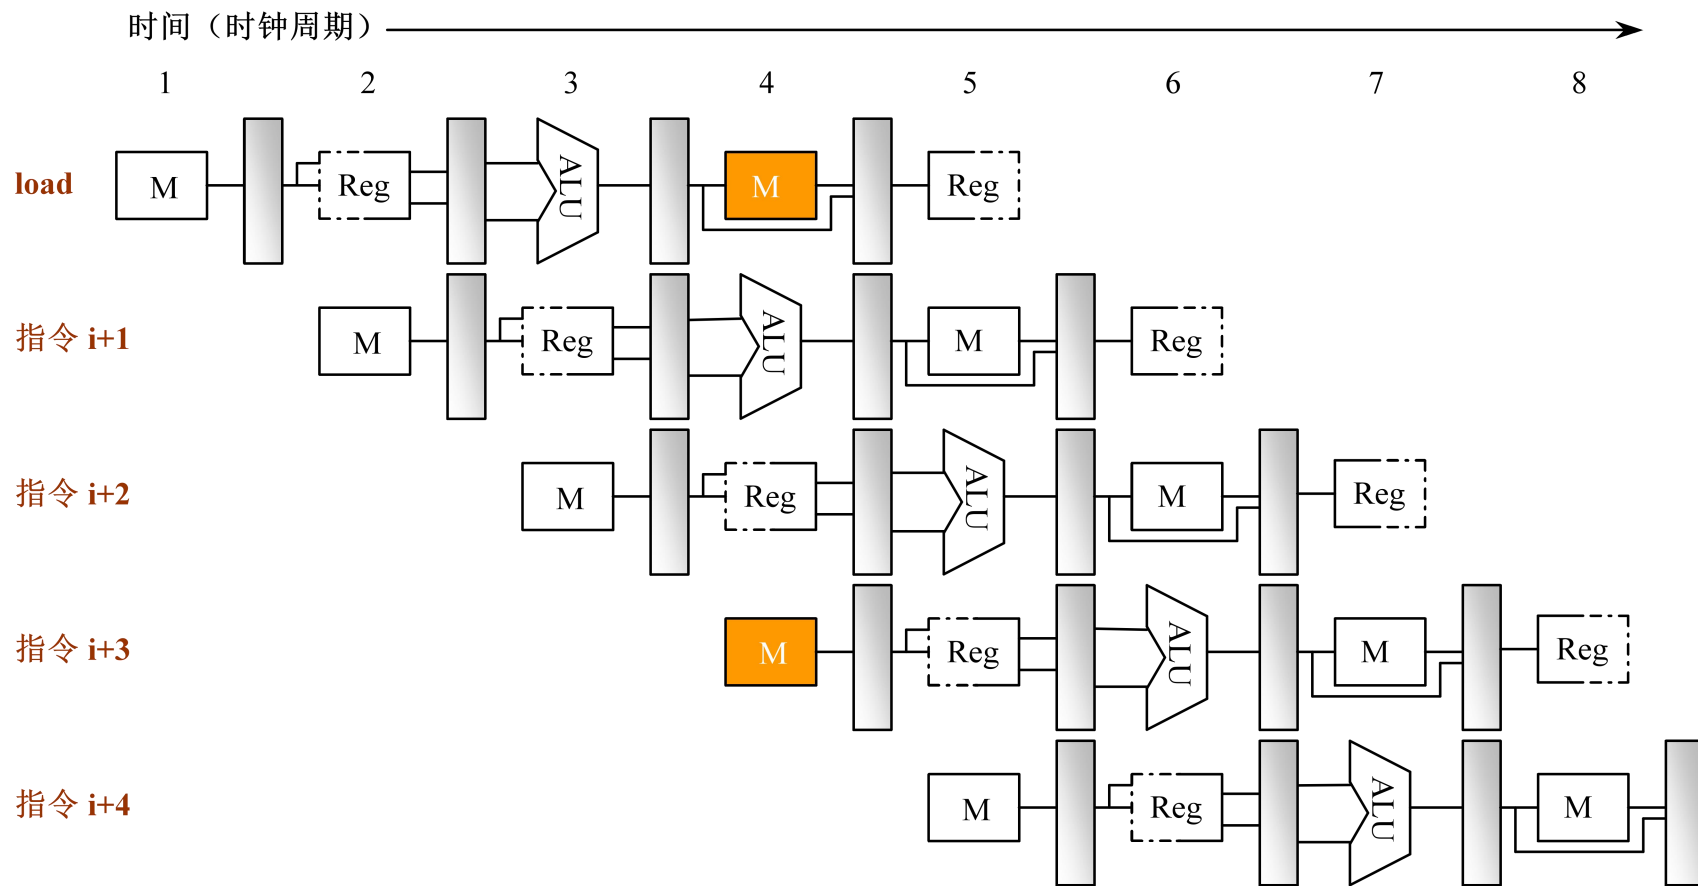 时间（时钟周期）
1 2 3 4 5 6 7 8
load M Reg ALU M Reg
指令 i+1 M Reg ALU M Reg
指令 i+2 M Reg ALU M Reg
指令 i+3 M Reg ALU M Reg
指令 i+4 M Reg ALU M